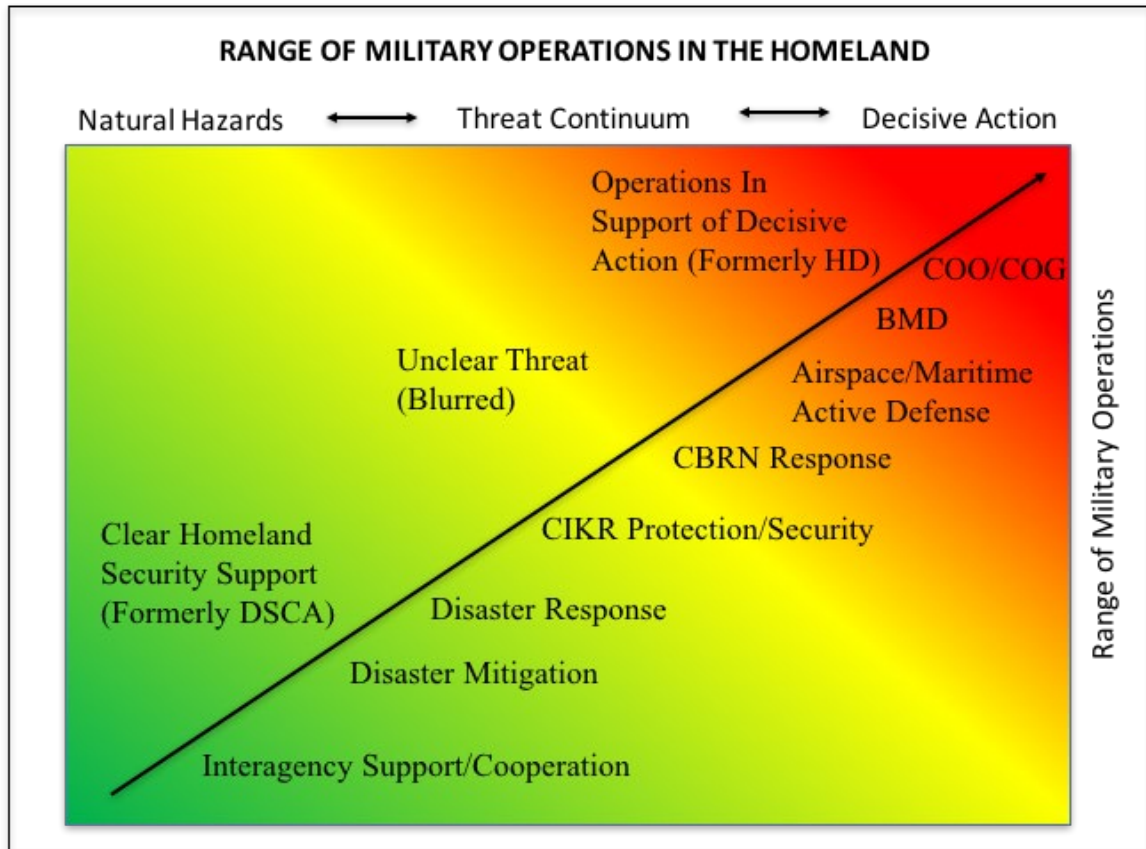 RANGE OF MILITARY OPERATIONS IN THE HOMELAND
Natural Hazards
Threat Continuum
Decisive Action
Operations In
Support of Decisive
Action (Formerly HD)
COO/COG
BMD
Unclear Threat
(Blurred)
Airspace/Maritime
Active Defense
CBRN Response
Clear Homeland
Security Support
(Formerly DSCA)
CIKR Protection/Security
Disaster Response
Disaster Mitigation
Interagency Support/Cooperation
Range of Military Operations